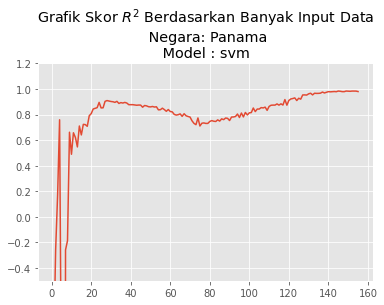 Grafik Skor $R^2$ Berdasarkan Banyak Input Data
Negara: Panama
Model : svm
1.2
1.0
0.8
0.6
0.4
0.2
0.0
−0.2
−0.4
0 20 40 60 80 100 120 140 160